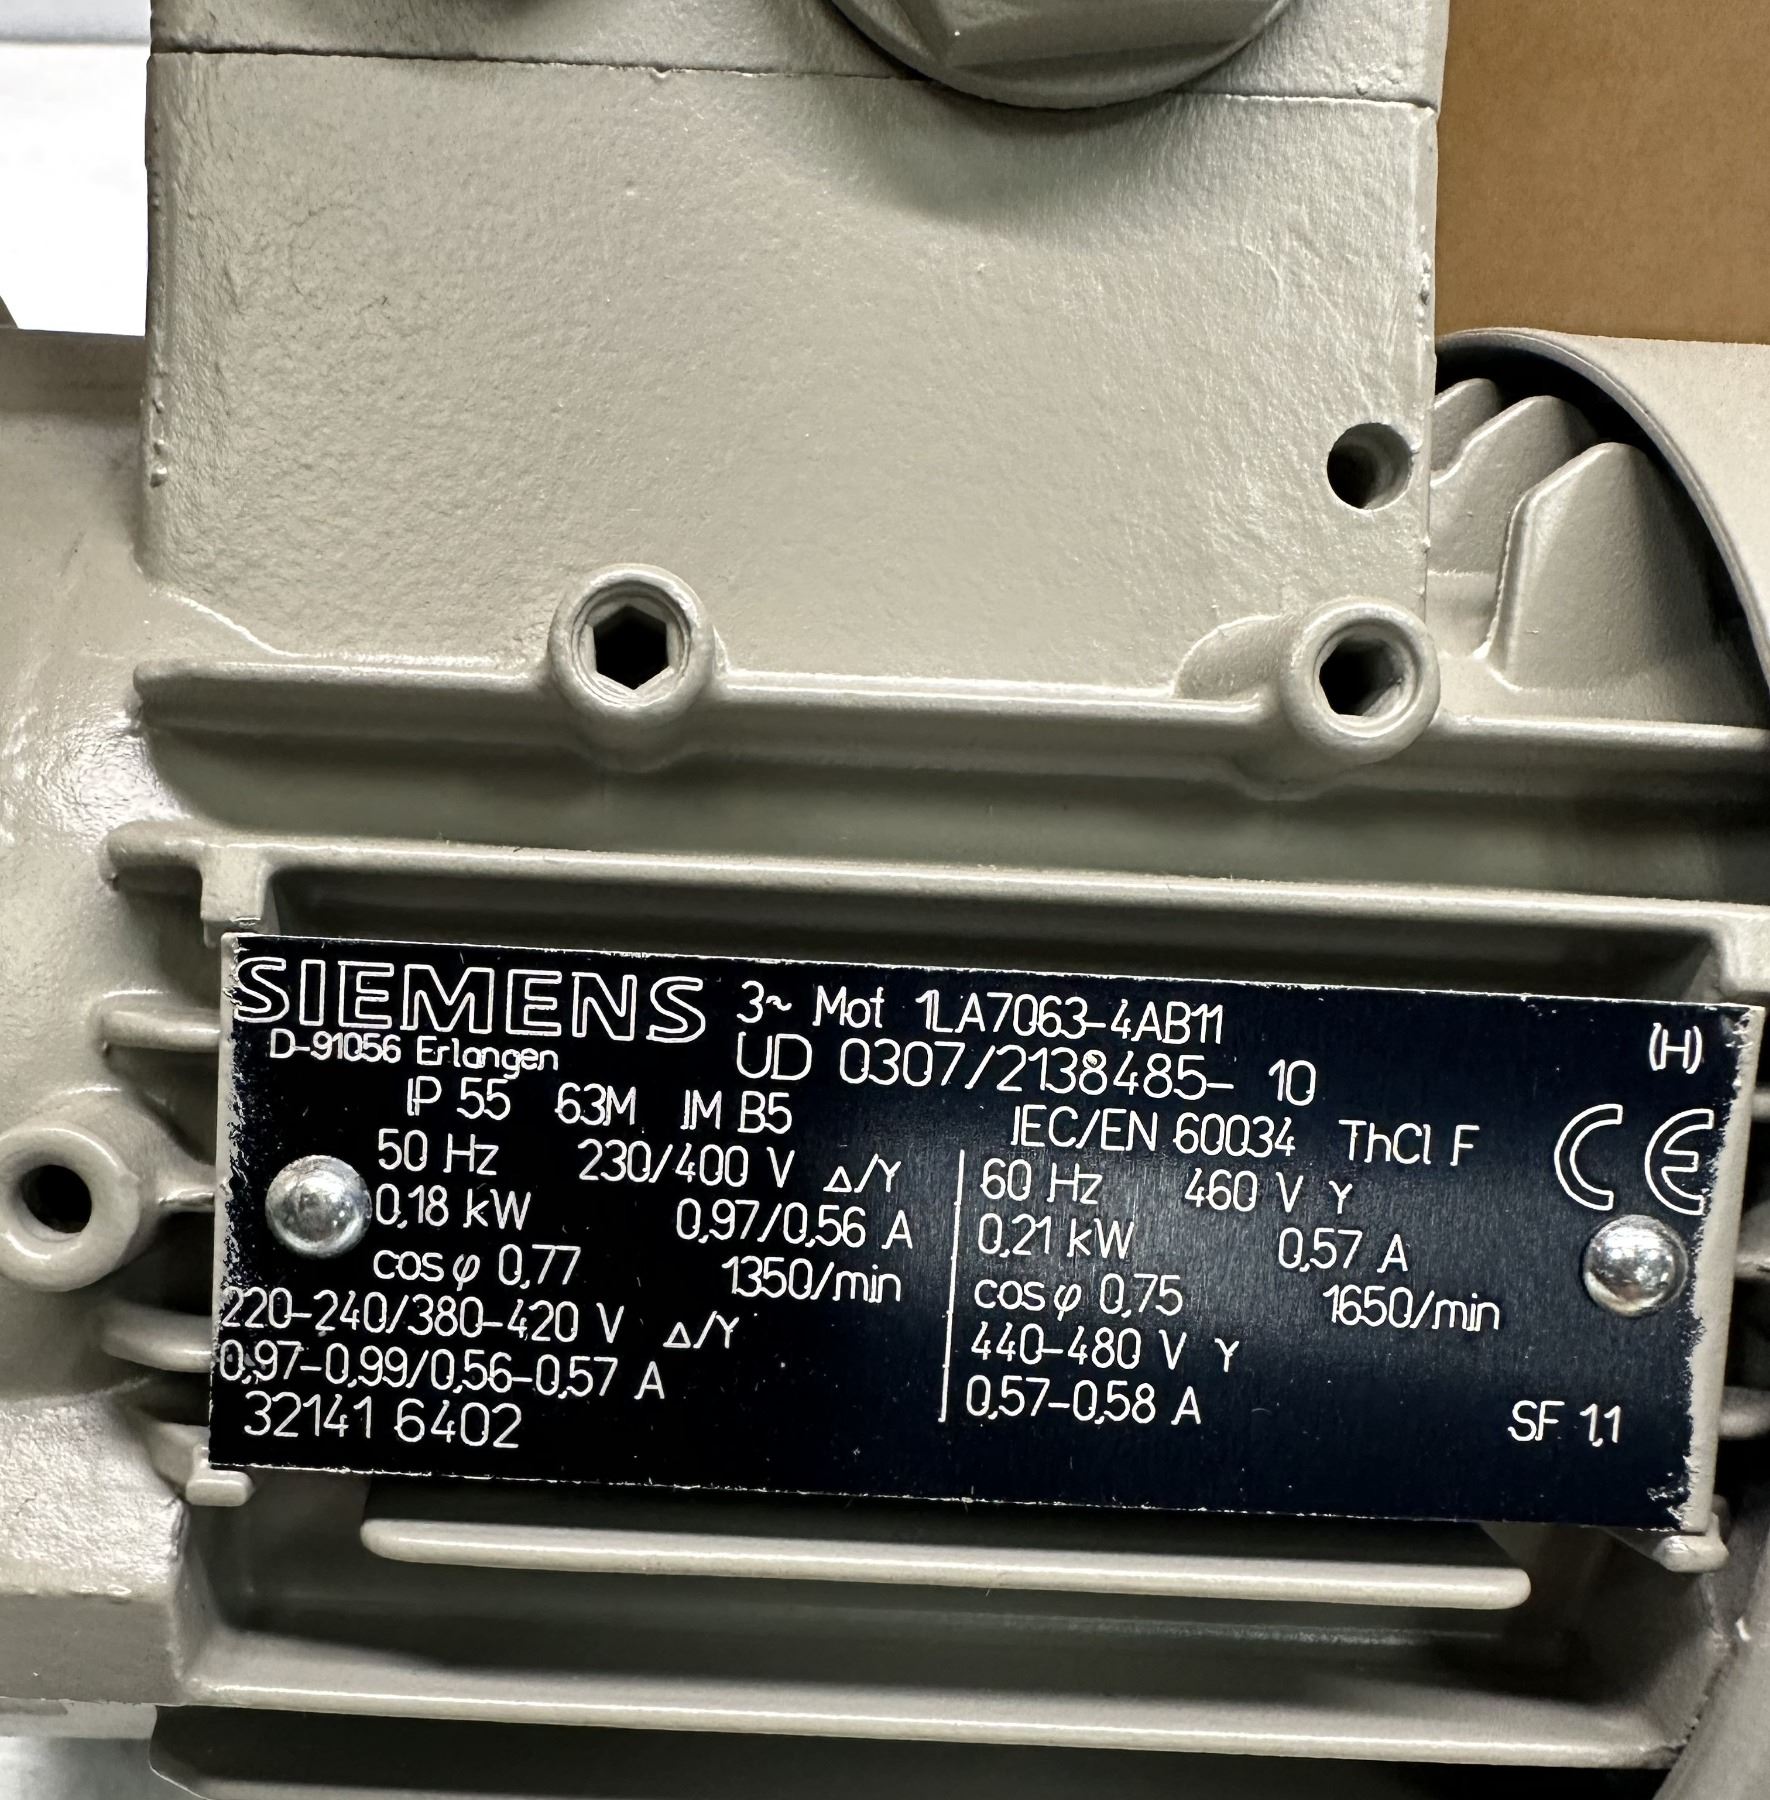 SIEMENS 3~ Mot 1LA7063-4AB11
D-91056 Erlangen UD 0307/2138485- 10 (H)
IP 55 63M IM B5 IEC/EN 60034 ThCl F CE
50 Hz 230/400 V Δ/Y 60 Hz 460 V Y
0,18 kW 0,97/0,56 A 0,21 kW 0,57 A
cos φ 0,77 1350/min cos φ 0,75 1650/min
220-240/380-420 V Δ/Y 440-480 V Y
0,97-0,99/0,56-0,57 A 0,57-0,58 A
32141 6402 SF 1,1